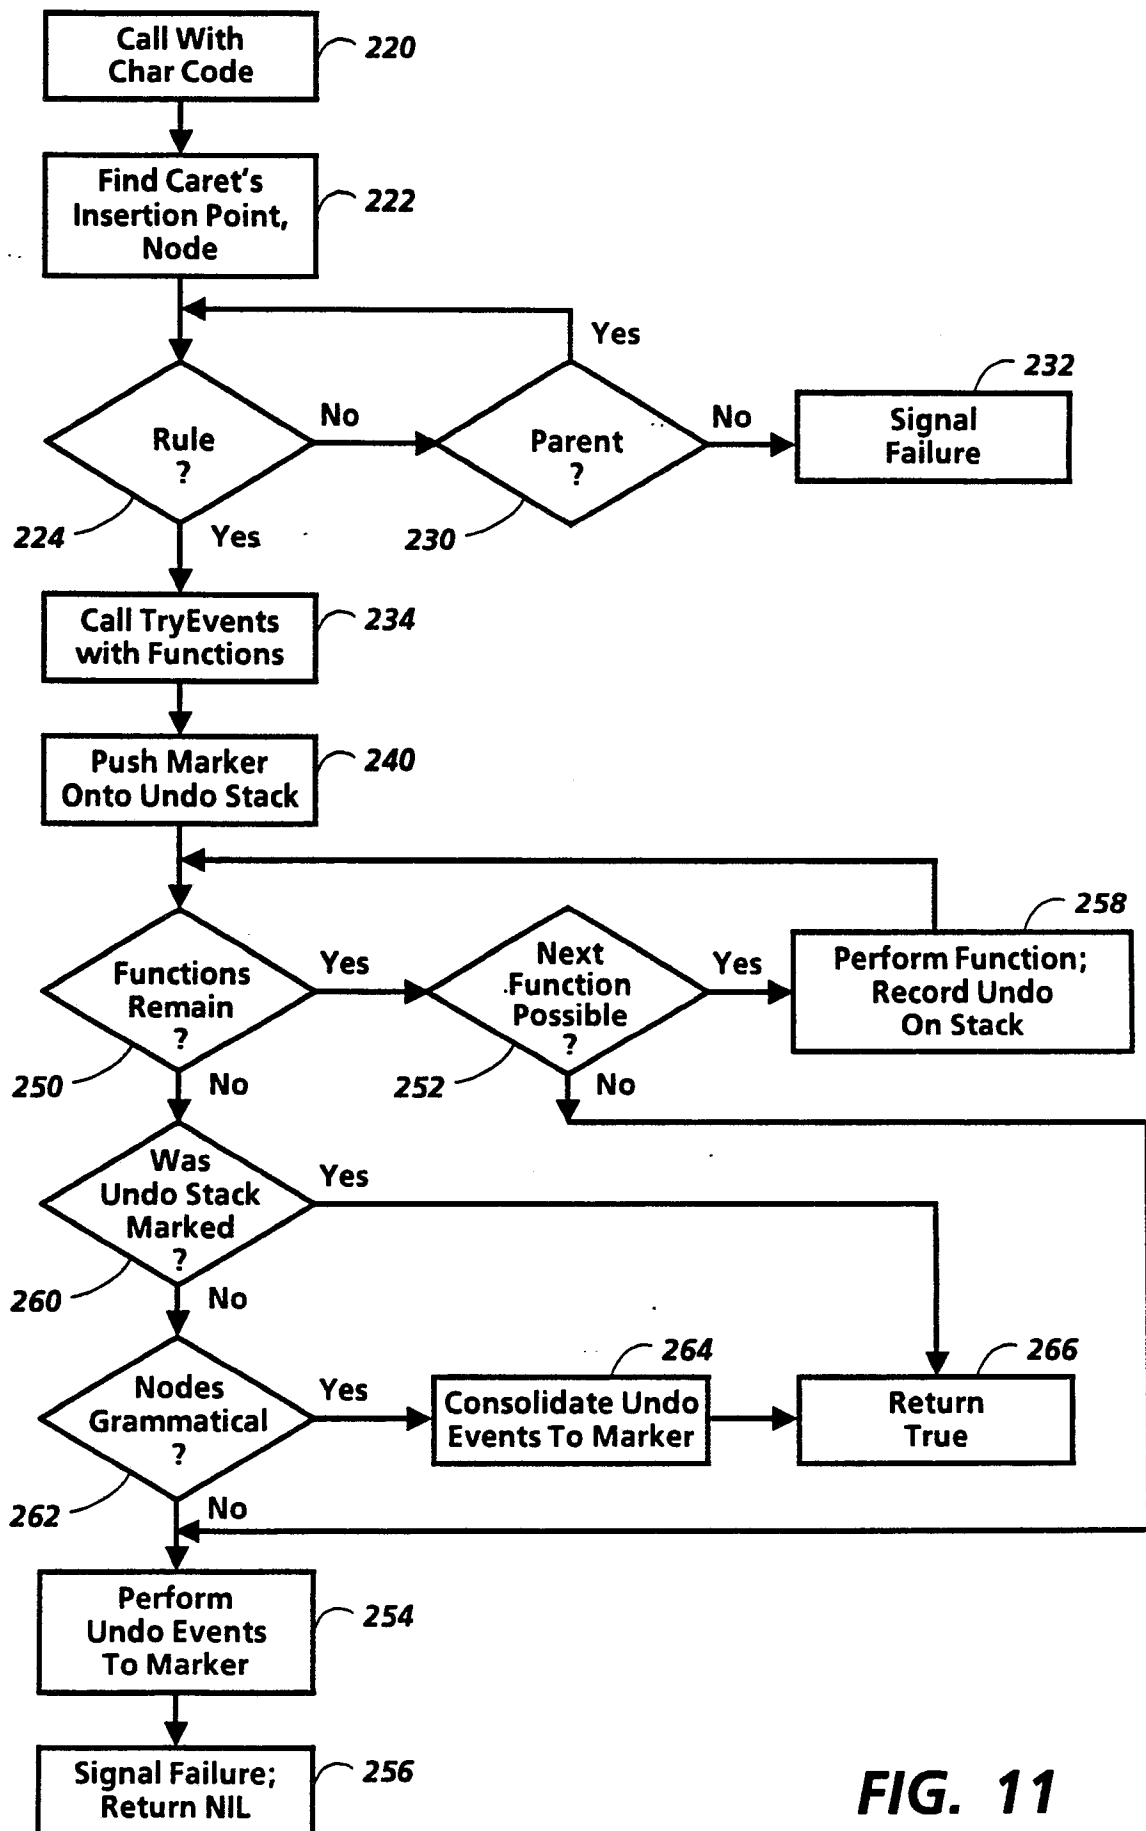 Call With
Char Code
220
Find Caret's
Insertion Point,
Node
222
Yes
232
Rule
?
No
Parent
?
No
Signal
Failure
224
Yes
230
Call TryEvents
with Functions
234
Push Marker
Onto Undo Stack
240
258
Functions
Remain
?
Yes
Next
Function
Possible
?
Yes
Perform Function;
Record Undo
On Stack
250
No
252
No
Was
Undo Stack
Marked
?
Yes
260
No
264
266
Nodes
Grammatical
?
Yes
Consolidate Undo
Events To Marker
Return
True
262
No
Perform
Undo Events
To Marker
254
Signal Failure;
Return NIL
256
FIG. 11